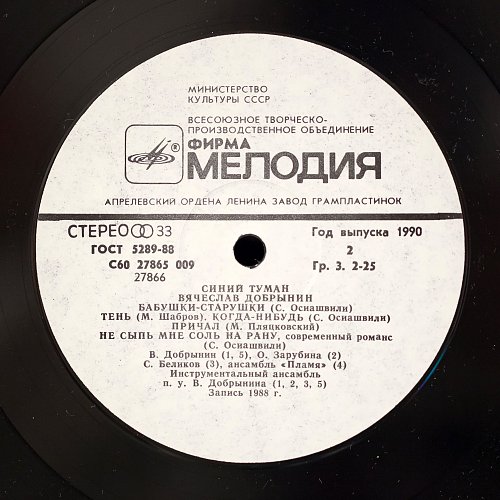 МИНИСТЕРСТВО
КУЛЬТУРЫ СССР
ВСЕСОЮЗНОЕ ТВОРЧЕСКО-
ПРОИЗВОДСТВЕННОЕ ОБЪЕДИНЕНИЕ
® ФИРМА
МЕЛОДИЯ
АПРЕЛЕВСКИЙ ОРДЕНА ЛЕНИНА ЗАВОД ГРАМПЛАСТИНОК
СТЕРЕО 33
Год выпуска 1990
ГОСТ 5289-88
2
С60 27865 009
Гр. 3. 2-25
27866
СИНИЙ ТУМАН
ВЯЧЕСЛАВ ДОБРЫНИН
БАБУШКИ-СТАРУШКИ (С. Осиашвили)
ТЕНЬ (М. Шабров), КОГДА-НИБУДЬ (С. Осиашвили)
ПРИЧАЛ (М. Пляцковский)
НЕ СЫПЬ МНЕ СОЛЬ НА РАНУ, современный романс
(С. Осиашвили)
В. Добрынин (1, 5), О. Зарубина (2)
С. Беликов (3), ансамбль «Пламя» (4)
Инструментальный ансамбль
п. у. В. Добрынина (1, 2, 3, 5)
Запись 1988 г.